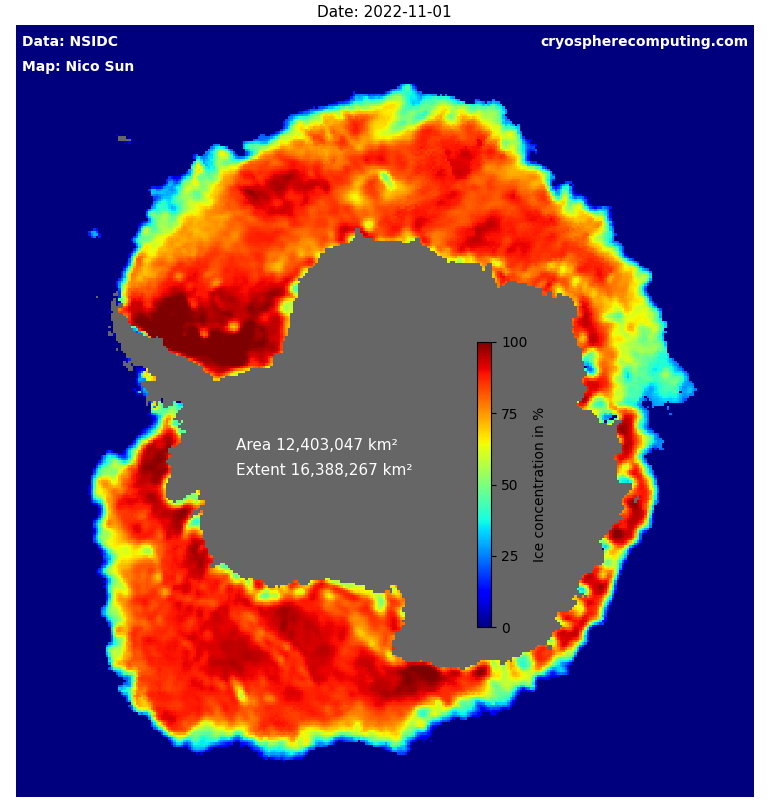 Date: 2022-11-01
Data: NSIDC
cryospherecomputing.com
Map: Nico Sun
100
75
50
25
0
Ice concentration in %
Area 12,403,047 km²
Extent 16,388,267 km²